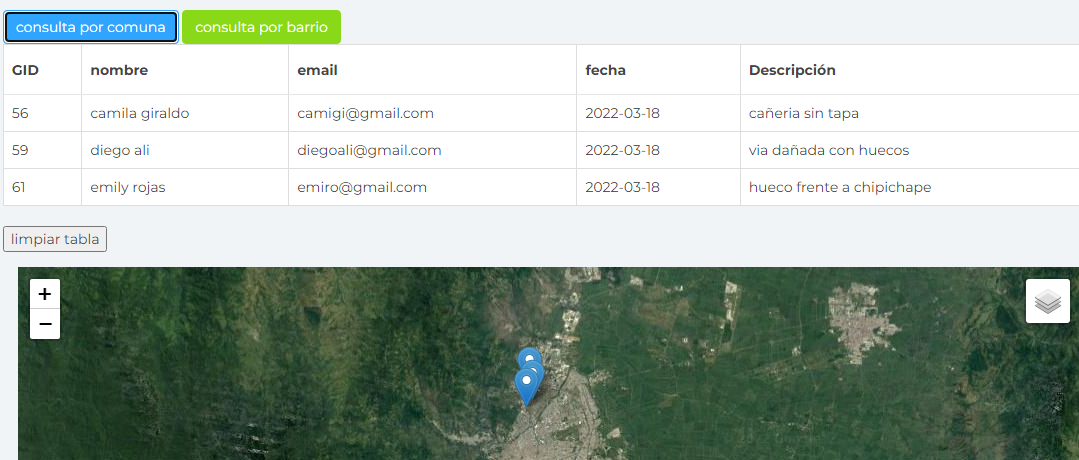 consulta por comuna consulta por barrio
GID nombre email fecha Descripción
56 camila giraldo camigi@gmail.com 2022-03-18 cañeria sin tapa
59 diego ali diegoali@gmail.com 2022-03-18 via dañada con huecos
61 emily rojas emiro@gmail.com 2022-03-18 hueco frente a chipichape
limpiar tabla
+
−